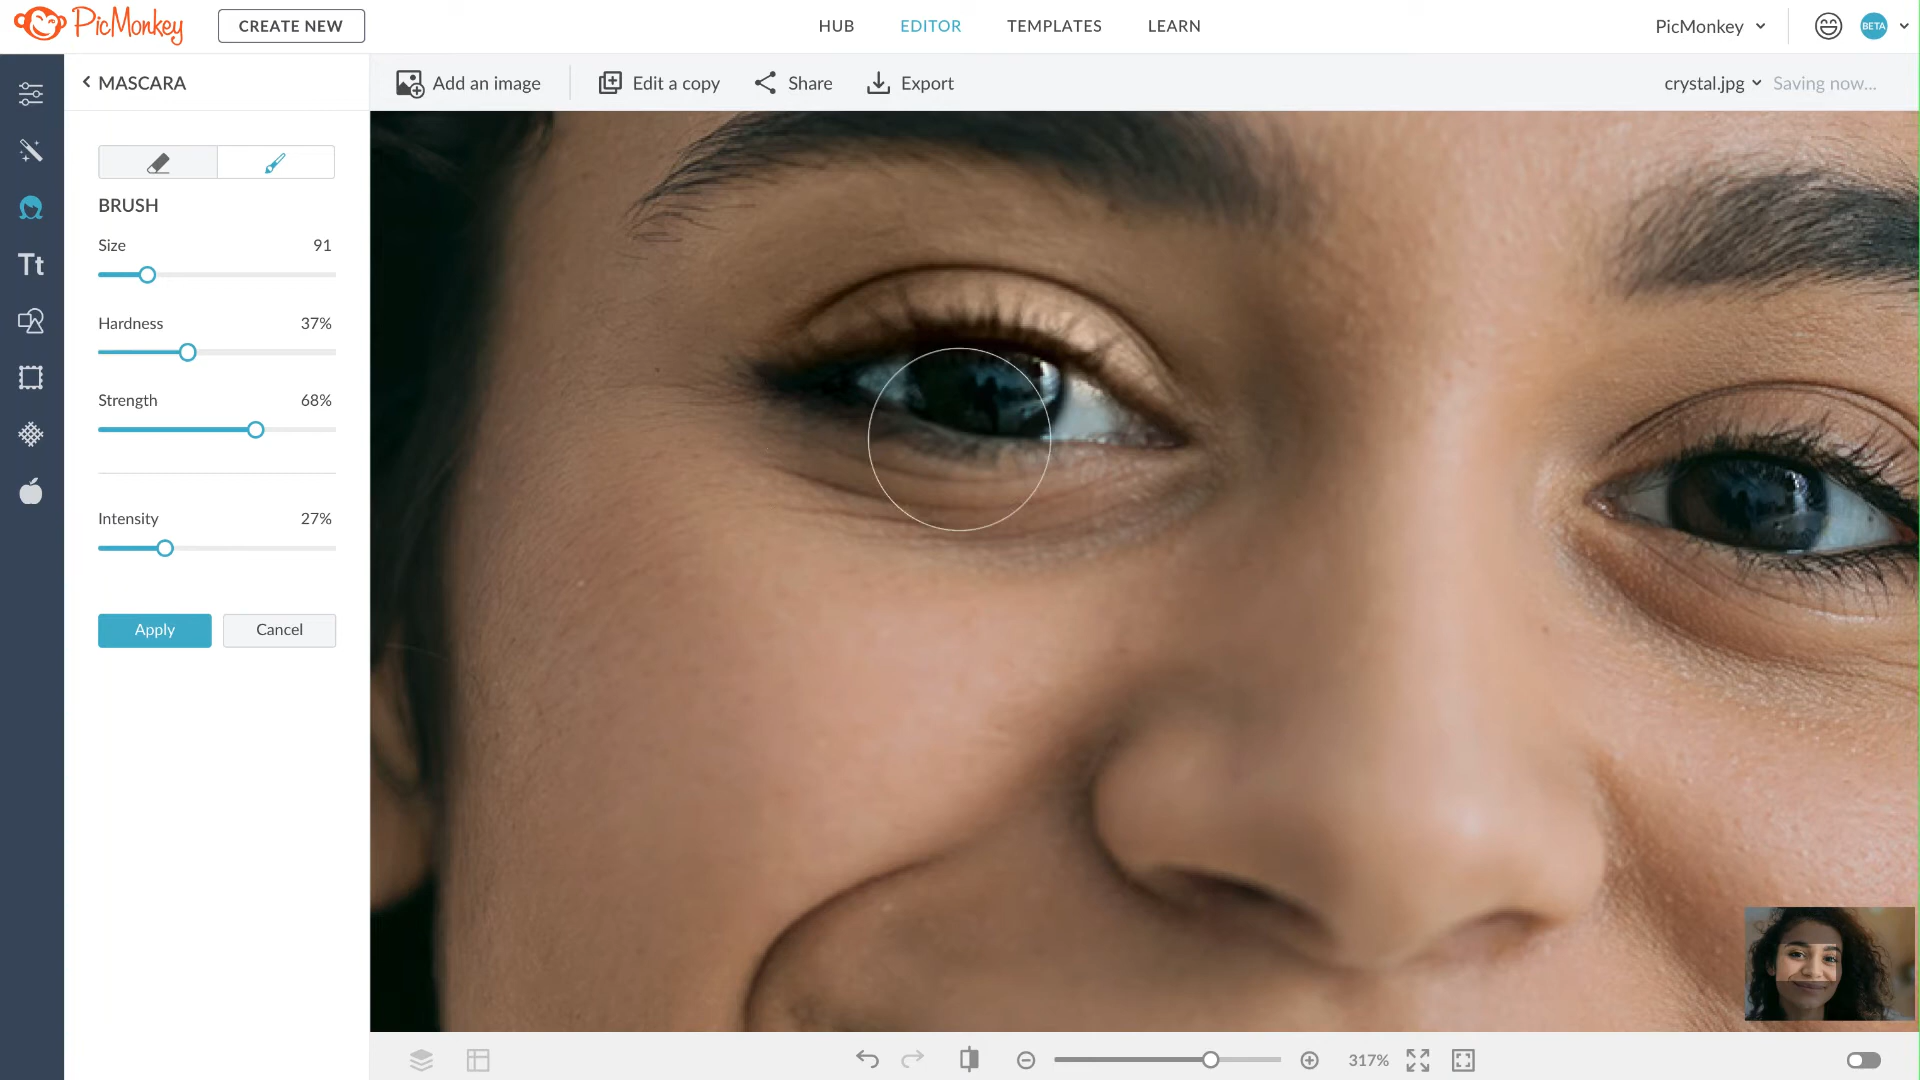 PicMonkey
CREATE NEW
HUB
EDITOR
TEMPLATES
LEARN
PicMonkey
BETA
MASCARA
Add an image
Edit a copy
Share
Export
crystal.jpg
Saving now...
BRUSH
Size 91
Hardness 37%
Strength 68%
Intensity 27%
Apply
Cancel
Tt
317%